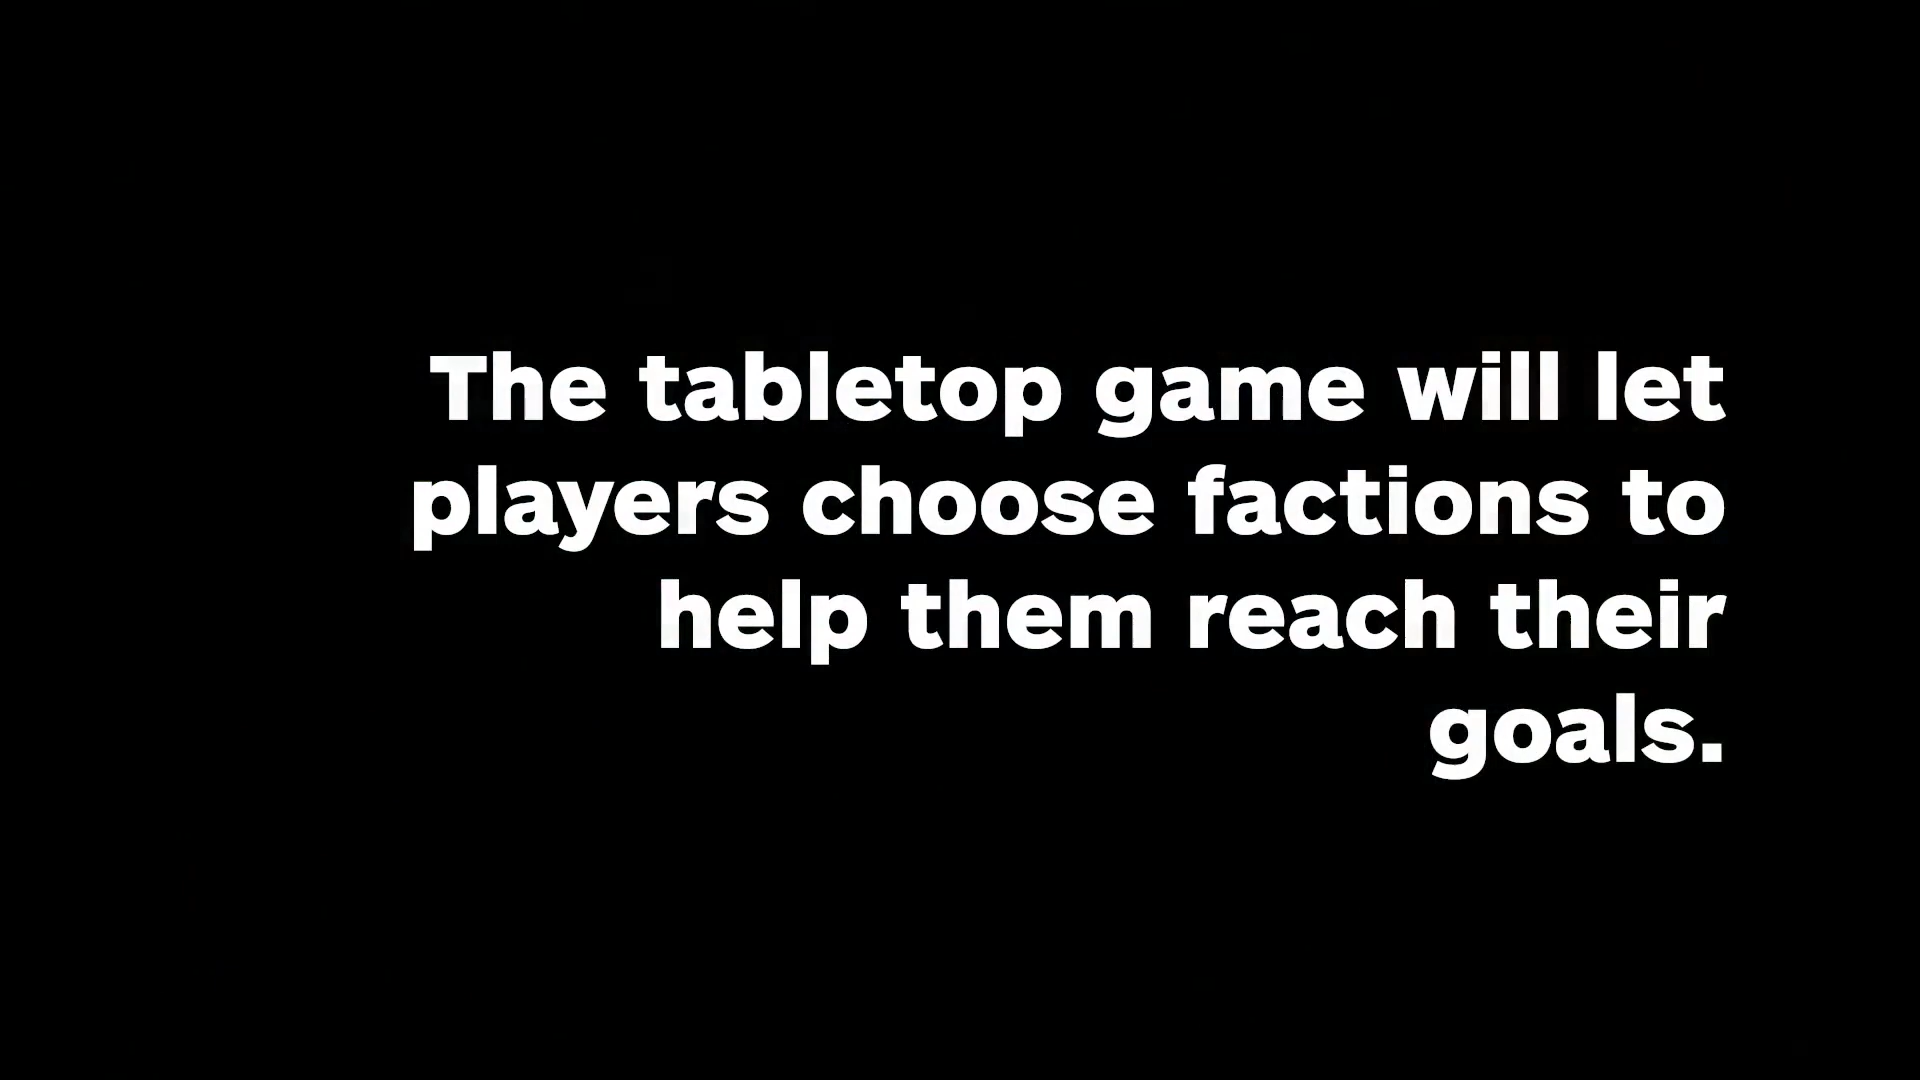 The tabletop game will let
players choose factions to
help them reach their
goals.